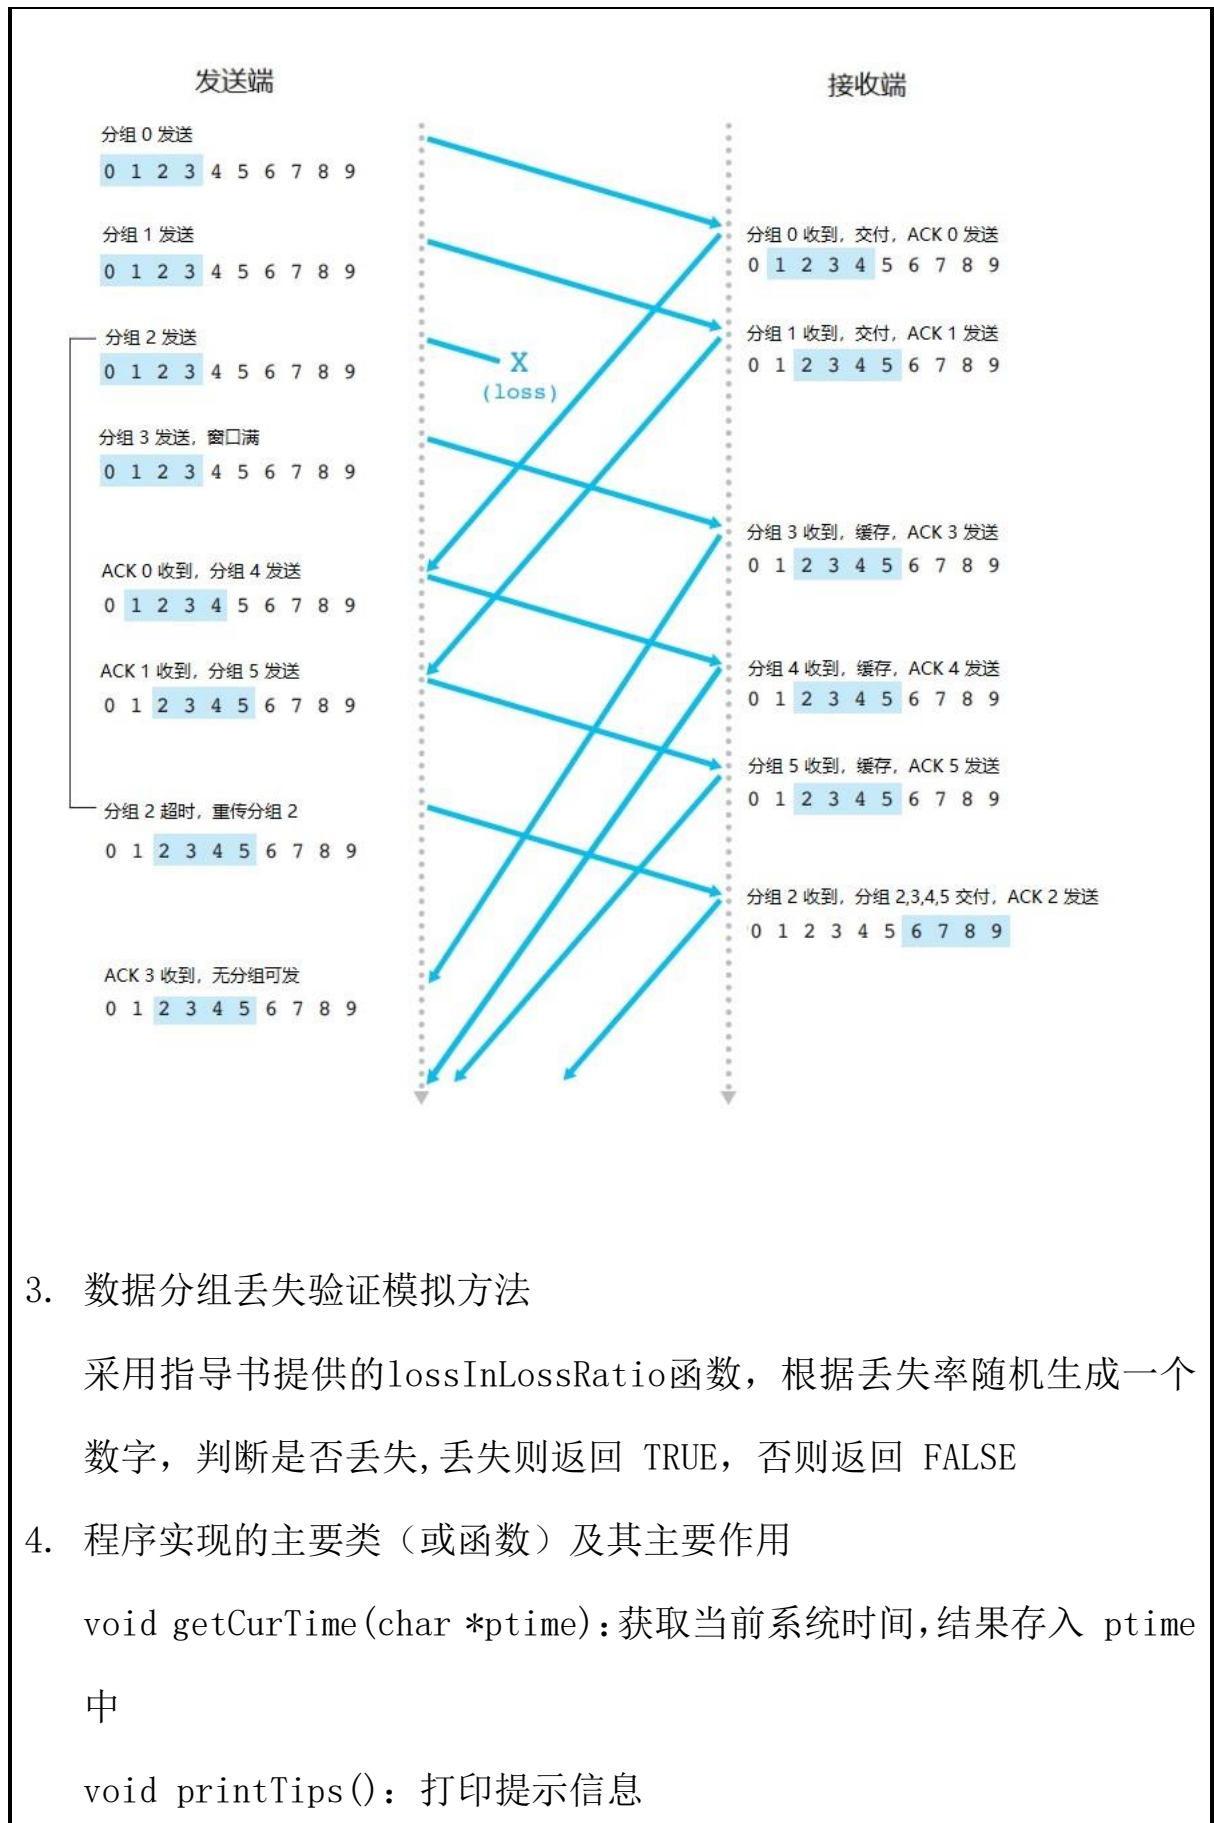 发送端
接收端
分组 0 发送
0 1 2 3 4 5 6 7 8 9
分组 1 发送
0 1 2 3 4 5 6 7 8 9
分组 0 收到，交付，ACK 0 发送
0 1 2 3 4 5 6 7 8 9
分组 2 发送
0 1 2 3 4 5 6 7 8 9
X
(loss)
分组 1 收到，交付，ACK 1 发送
0 1 2 3 4 5 6 7 8 9
分组 3 发送，窗口满
0 1 2 3 4 5 6 7 8 9
分组 3 收到，缓存，ACK 3 发送
0 1 2 3 4 5 6 7 8 9
ACK 0 收到，分组 4 发送
0 1 2 3 4 5 6 7 8 9
ACK 1 收到，分组 5 发送
0 1 2 3 4 5 6 7 8 9
分组 4 收到，缓存，ACK 4 发送
0 1 2 3 4 5 6 7 8 9
分组 5 收到，缓存，ACK 5 发送
0 1 2 3 4 5 6 7 8 9
分组 2 超时，重传分组 2
0 1 2 3 4 5 6 7 8 9
分组 2 收到，分组 2,3,4,5 交付，ACK 2 发送
0 1 2 3 4 5 6 7 8 9
ACK 3 收到，无分组可发
0 1 2 3 4 5 6 7 8 9
3. 数据分组丢失验证模拟方法
采用指导书提供的lossInLossRatio函数，根据丢失率随机生成一个
数字，判断是否丢失,丢失则返回 TRUE，否则返回 FALSE
4. 程序实现的主要类（或函数）及其主要作用
void getCurTime(char *ptime):获取当前系统时间,结果存入 ptime
中
void printTips()：打印提示信息